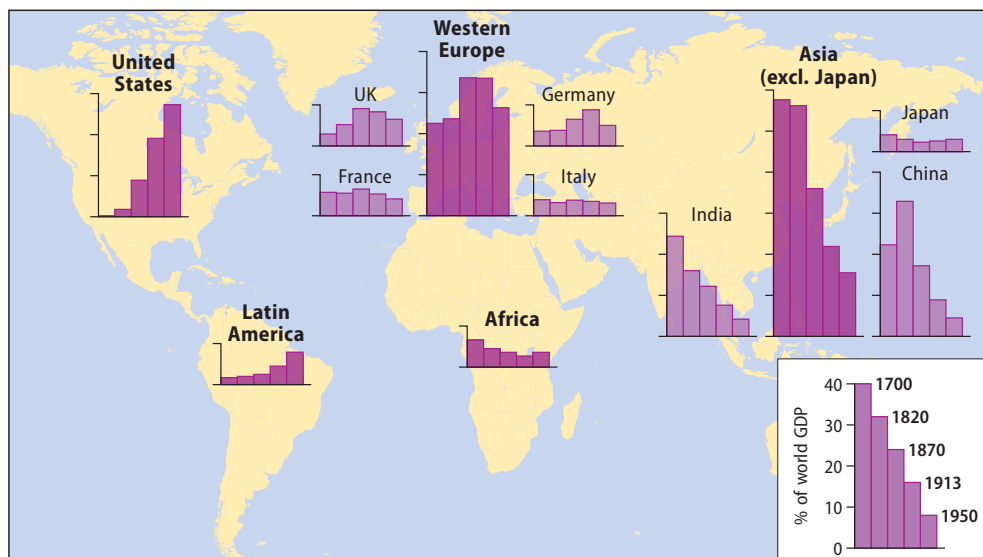 United
States
Western
Europe
UK
Germany
France
Italy
Asia
(excl. Japan)
Japan
China
India
Latin
America
Africa
% of world GDP
40
30
20
10
0
1700
1820
1870
1913
1950